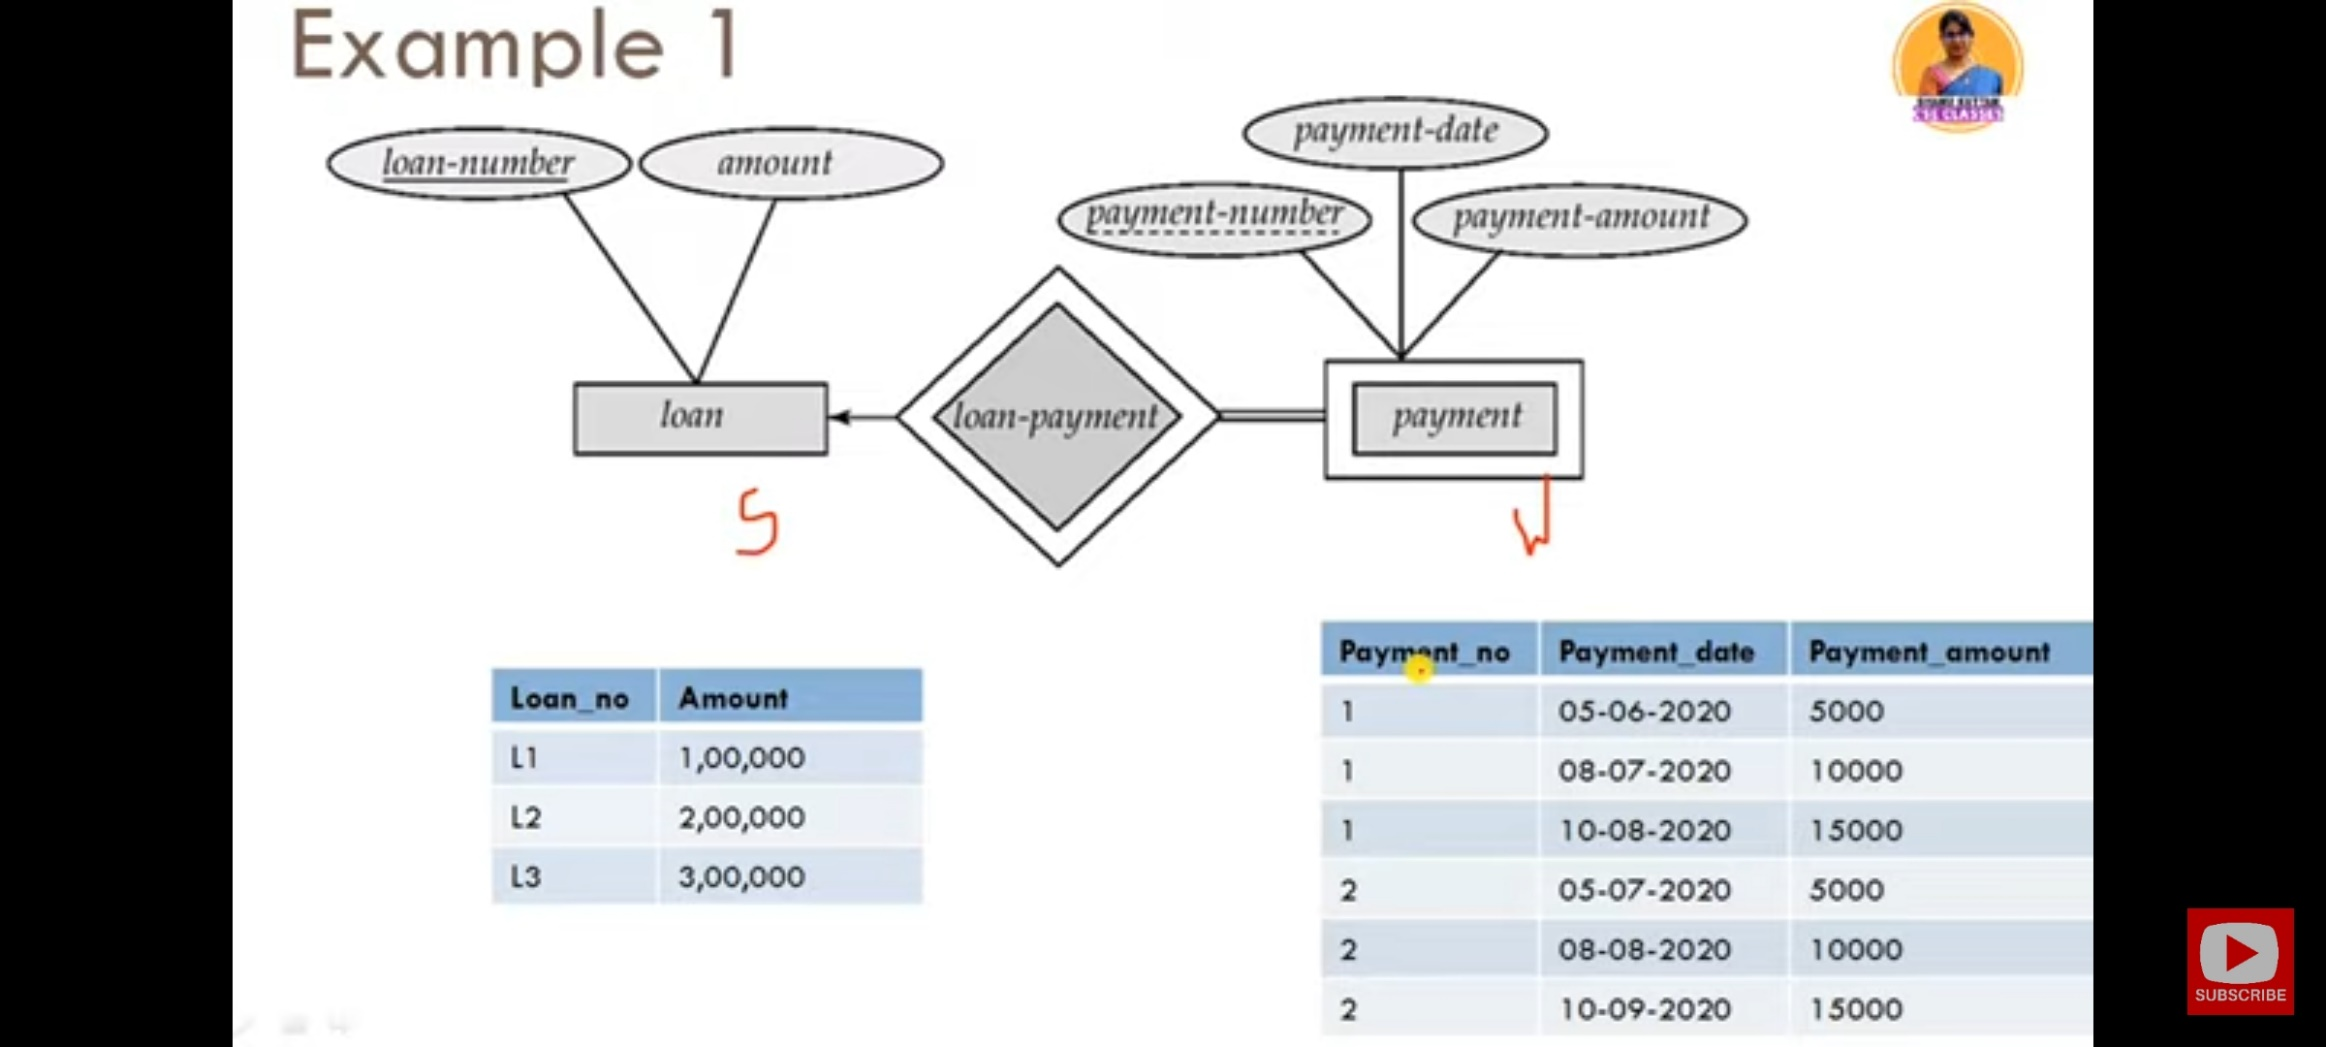 Example 1
loan-number
amount
payment-date
payment-number
payment-amount
loan
loan-payment
payment
S
W
Loan_no Amount
L1 1,00,000
L2 2,00,000
L3 3,00,000
Payment_no Payment_date Payment_amount
1 05-06-2020 5000
1 08-07-2020 10000
1 10-08-2020 15000
2 05-07-2020 5000
2 08-08-2020 10000
2 10-09-2020 15000
CSE CLASSES
SUBSCRIBE